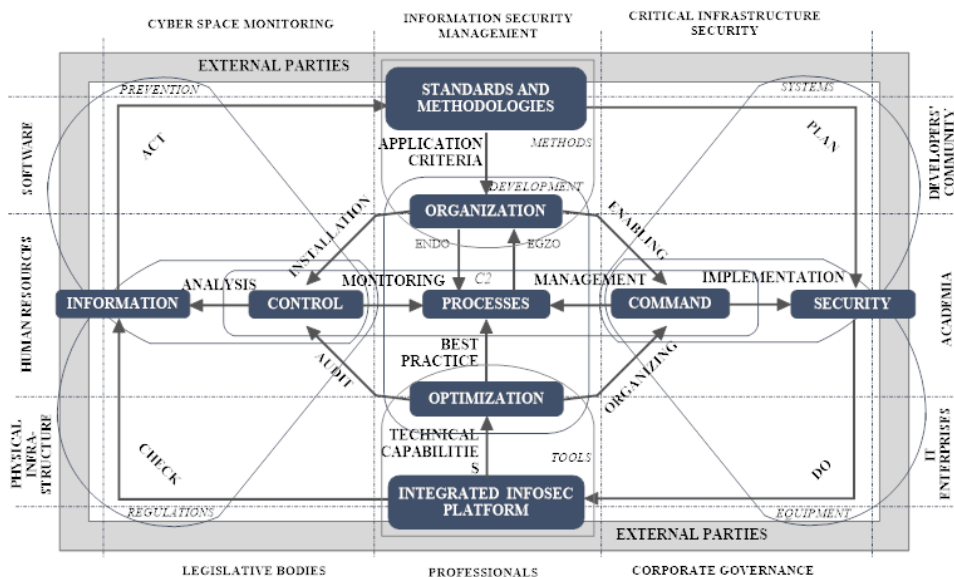 CYBER SPACE MONITORING
INFORMATION SECURITY
MANAGEMENT
CRITICAL INFRASTRUCTURE
SECURITY
EXTERNAL PARTIES
PREVENTION
SYSTEMS
STANDARDS AND
METHODOLOGIES
SOFTWARE
ACT
APPLICATION
CRITERIA
METHODS
PLAN
DEVELOPERS'
COMMUNITY
DEVELOPMENT
ORGANIZATION
INSTALLATION
ENDO
EGZO
ENABLING
HUMAN RESOURCES
ANALYSIS
MONITORING
C2
MANAGEMENT
IMPLEMENTATION
ACADEMIA
INFORMATION
CONTROL
PROCESSES
COMMAND
SECURITY
BEST
PRACTICE
AUDIT
ORGANIZING
OPTIMIZATION
PHYSICAL
INFRA-
STRUCTURE
CHECK
TECHNICAL
CAPABILITIE
S
TOOLS
DO
IT
ENTERPRISES
INTEGRATED INFOSEC
PLATFORM
REGULATIONS
EQUIPMENT
EXTERNAL PARTIES
LEGISLATIVE BODIES
PROFESSIONALS
CORPORATE GOVERNANCE